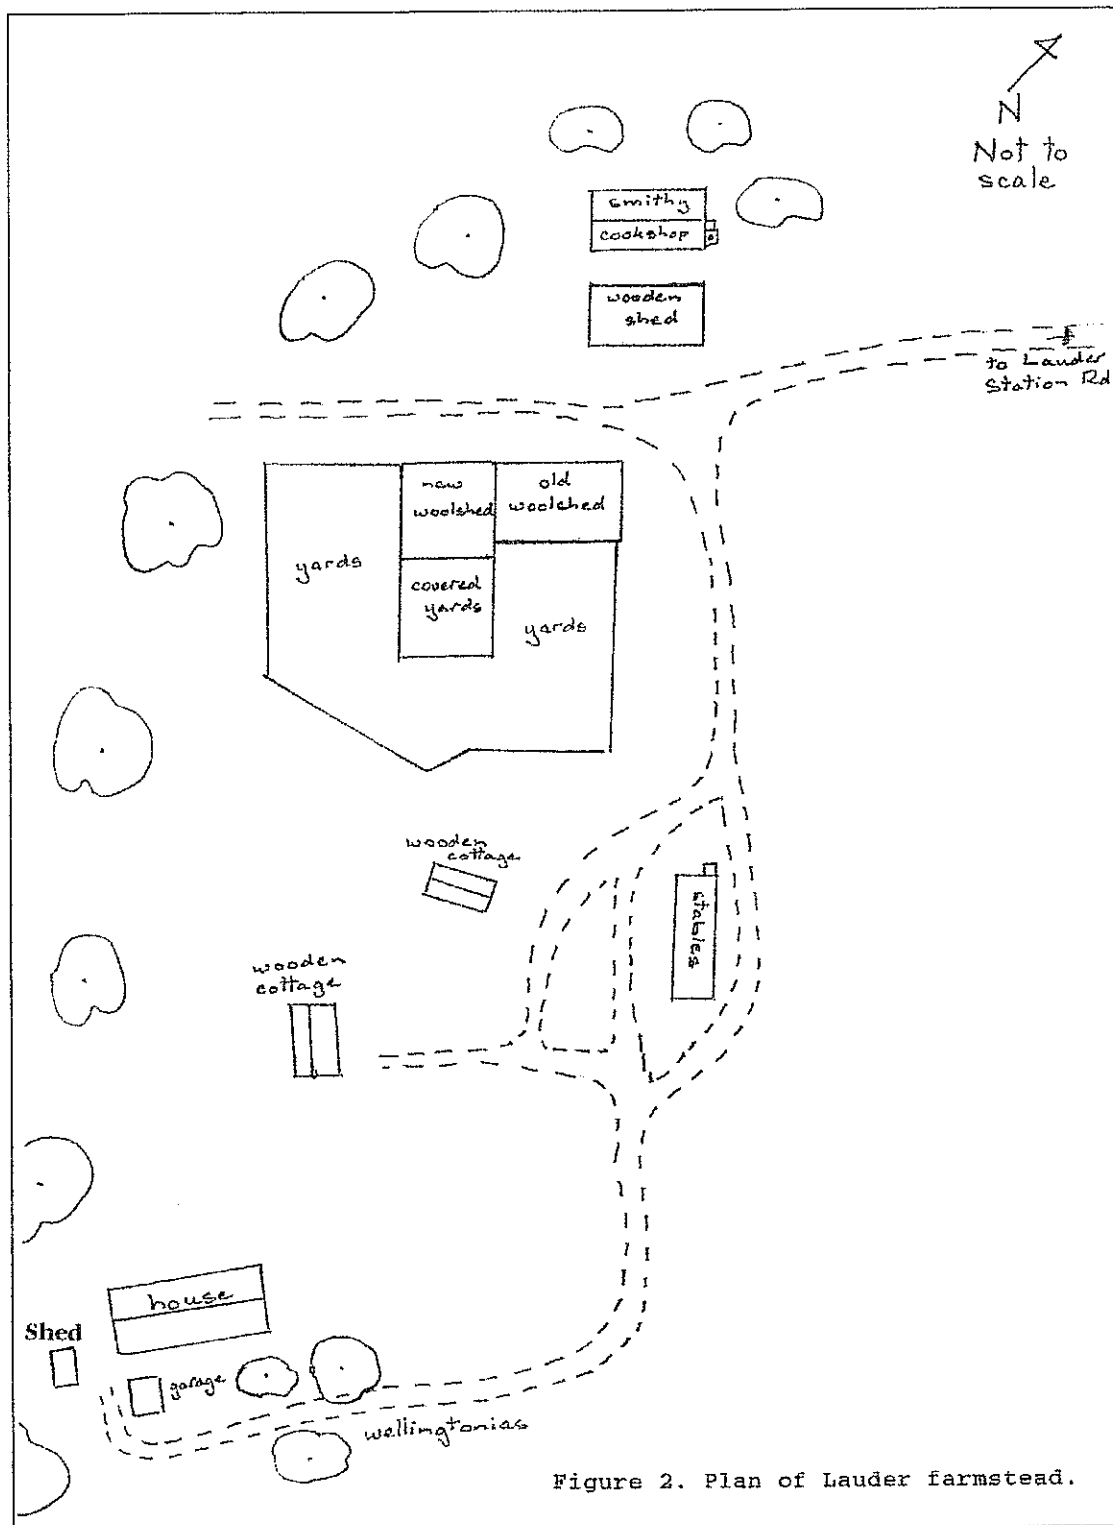 N
Not to
scale
smithy
cookshop
wooden
shed
to Lauder
Station Rd
new
woolshed
old
woolshed
yards
covered
yards
yards
wooden
cottage
stables
wooden
cottage
house
Shed
garage
wellingtonias
Figure 2. Plan of Lauder farmstead.